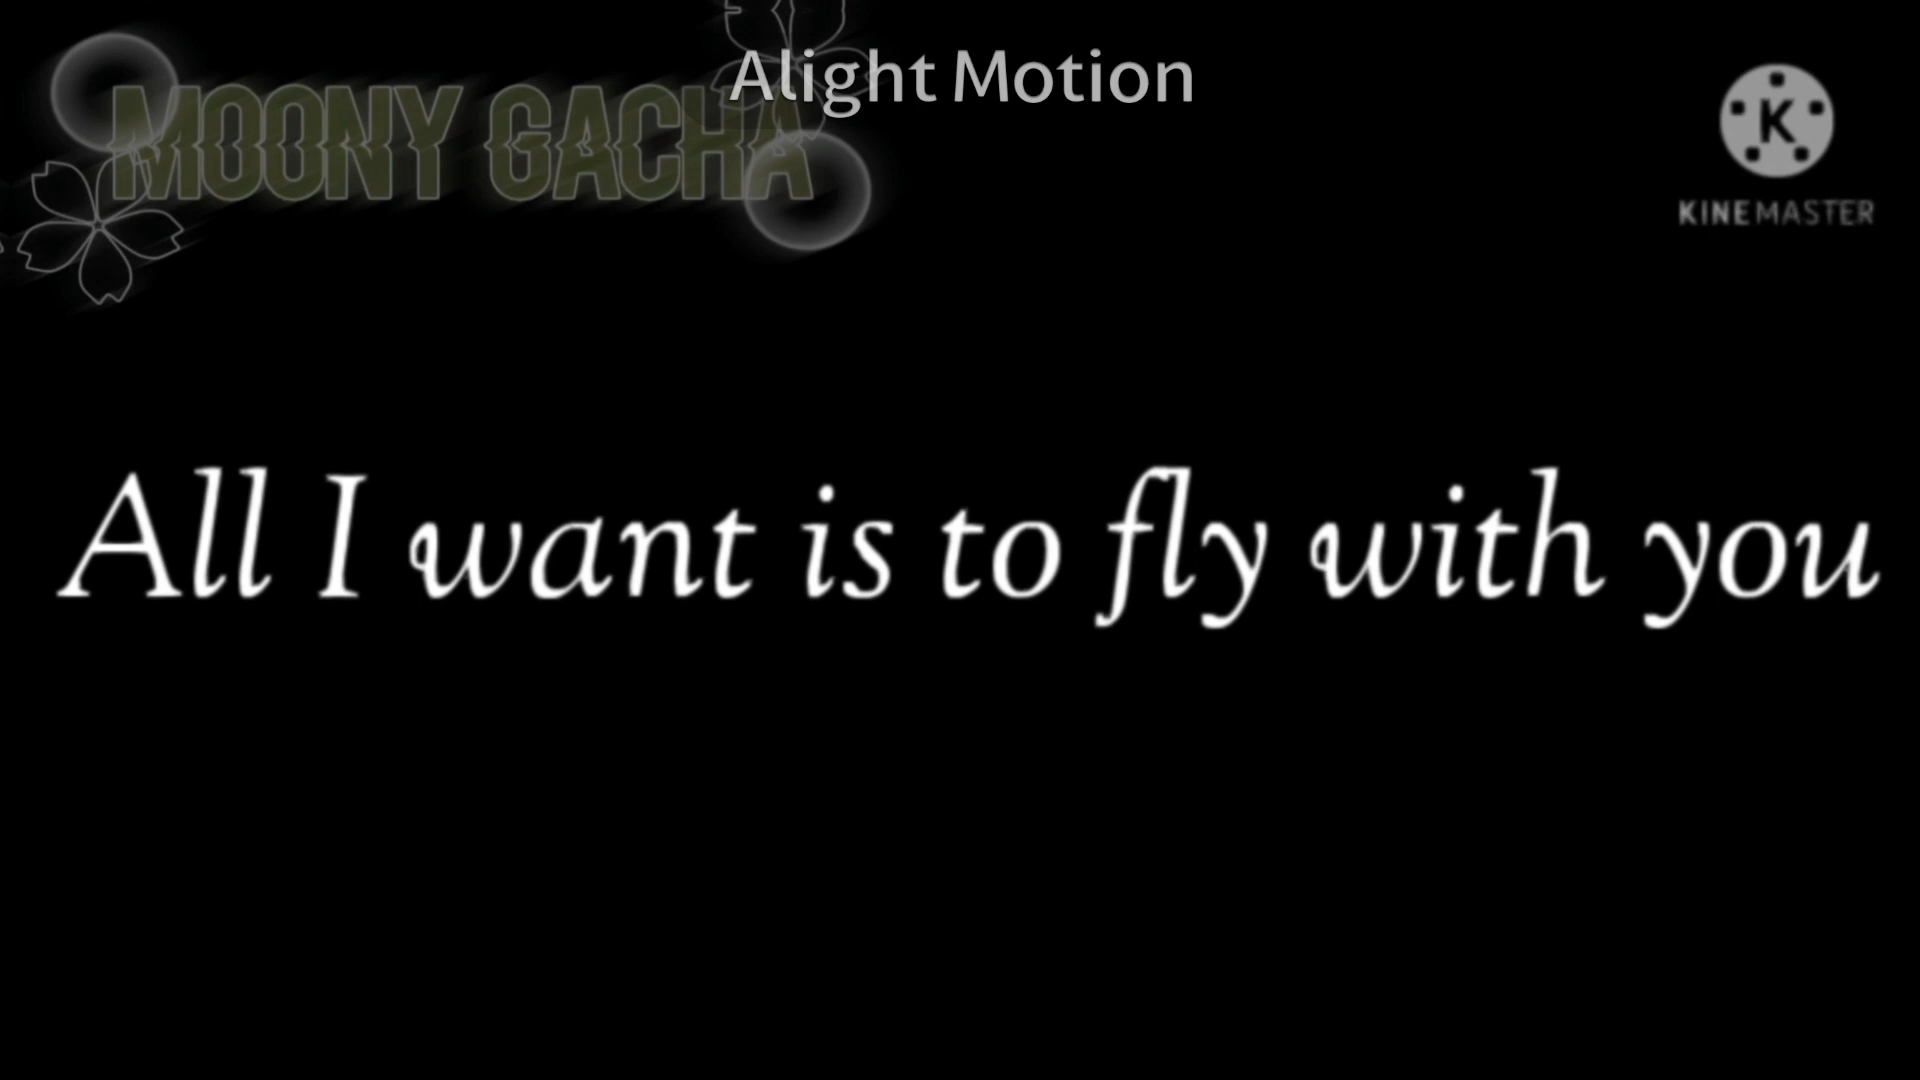 Alight Motion
MOONY GACHA
K
KINEMASTER
All I want is to fly with you